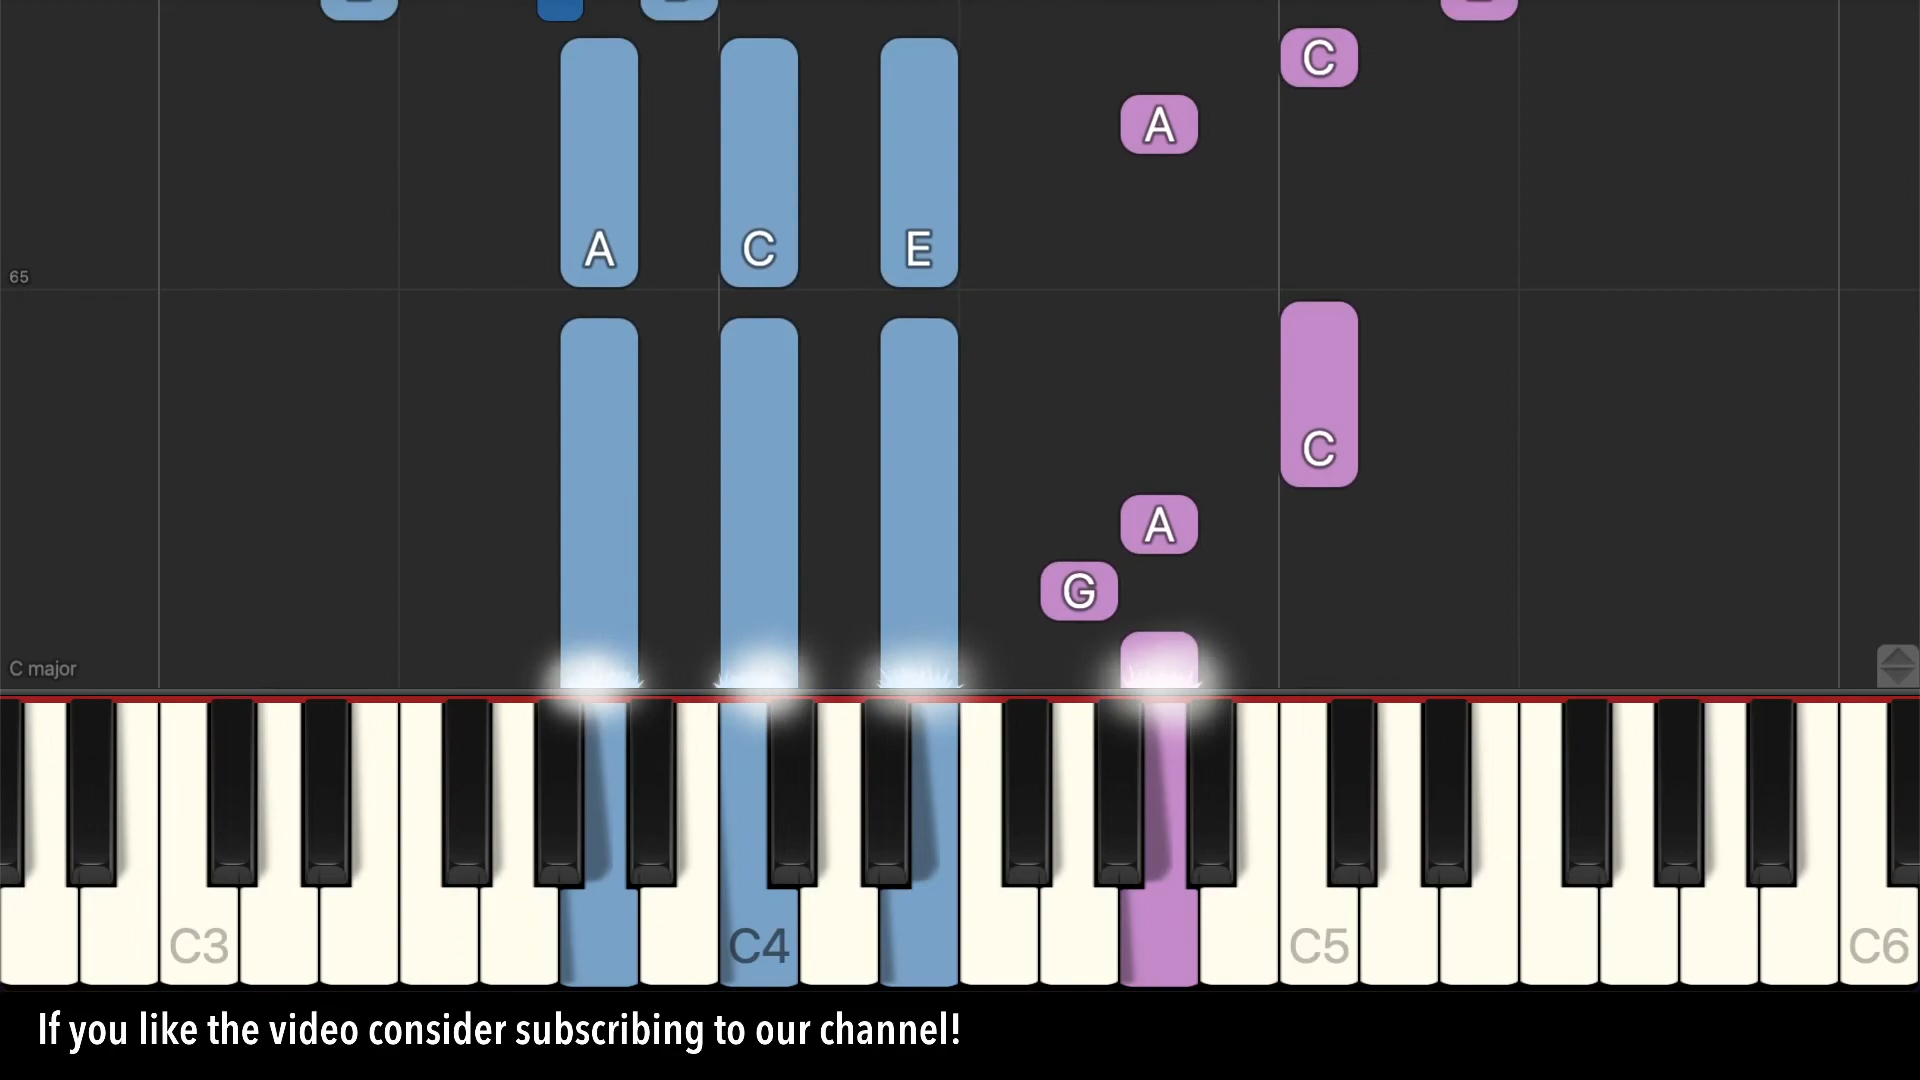 C
A
A C E
65
C
A
G
C major
C3 C4 C5 C6
If you like the video consider subscribing to our channel!